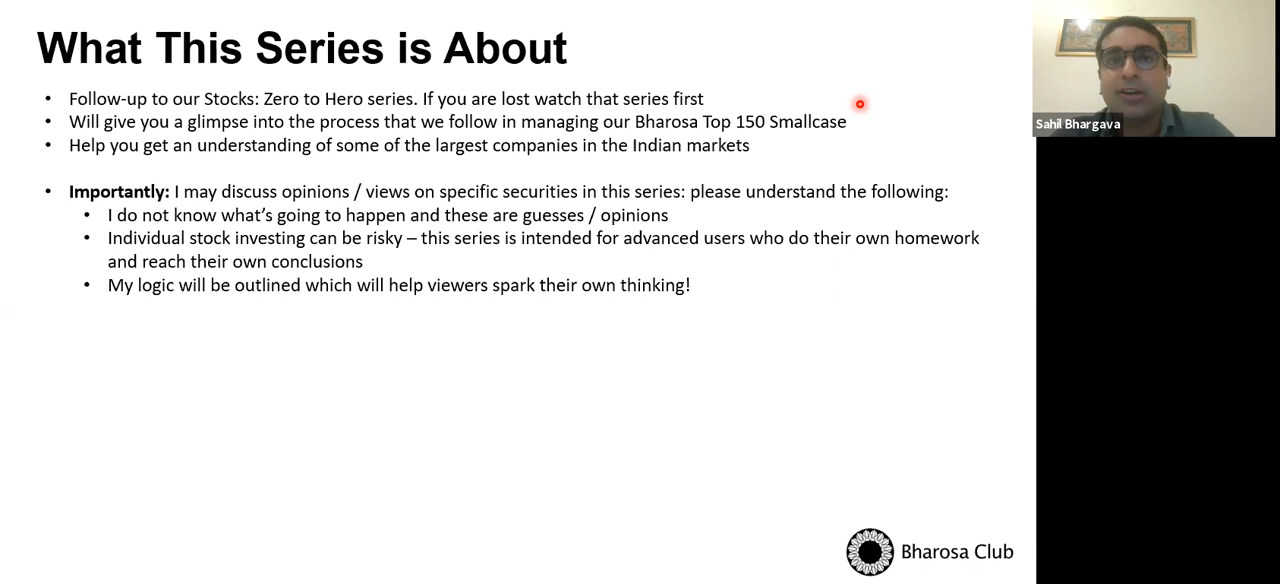 What This Series is About
• Follow-up to our Stocks: Zero to Hero series. If you are lost watch that series first
• Will give you a glimpse into the process that we follow in managing our Bharosa Top 150 Smallcase
• Help you get an understanding of some of the largest companies in the Indian markets
• Importantly: I may discuss opinions / views on specific securities in this series: please understand the following:
• I do not know what’s going to happen and these are guesses / opinions
• Individual stock investing can be risky – this series is intended for advanced users who do their own homework
and reach their own conclusions
• My logic will be outlined which will help viewers spark their own thinking!
Sahil Bhargava
Bharosa Club